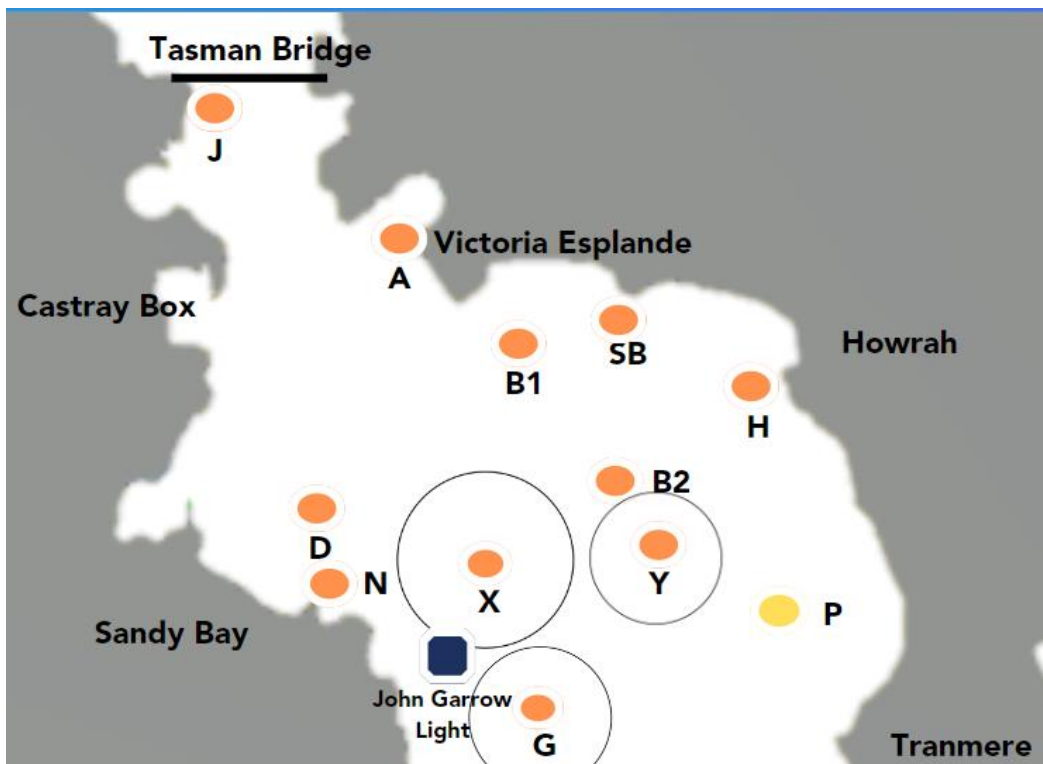 Tasman Bridge
J
Victoria Esplande
A
Castray Box
SB
Howrah
B1
H
B2
D
N
X
Y
P
Sandy Bay
John Garrow
Light
G
Tranmere